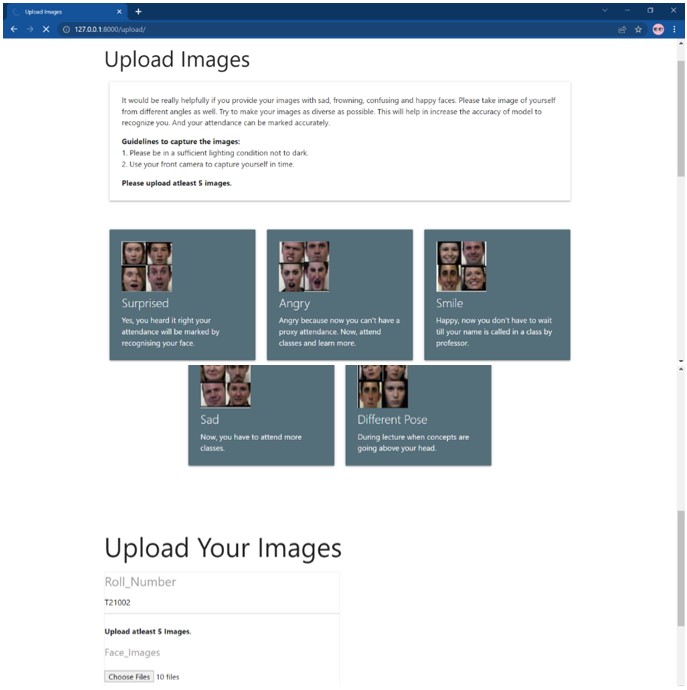 Upload Images
127.0.0.1:8000/upload/
Upload Images
It would be really helpfully if you provide your images with sad, frowning, confusing and happy faces. Please take image of yourself
from different angles as well. Try to make your images as diverse as possible. This will help in increase the accuracy of model to
recognize you. And your attendance can be marked accurately.
Guidelines to capture the images:
1. Please be in a sufficient lighting condition not to dark.
2. Use your front camera to capture yourself in time.
Please upload atleast 5 images.
Surprised
Yes, you heard it right your
attendance will be marked by
recognising your face.
Angry
Angry because now you can't have a
proxy attendance. Now, attend
classes and learn more.
Smile
Happy, now you don't have to wait
till your name is called in a class by
professor.
Sad
Now, you have to attend more
classes.
Different Pose
During lecture when concepts are
going above your head.
Upload Your Images
Roll_Number
T21002
Upload atleast 5 Images.
Face_Images
Choose Files 10 files